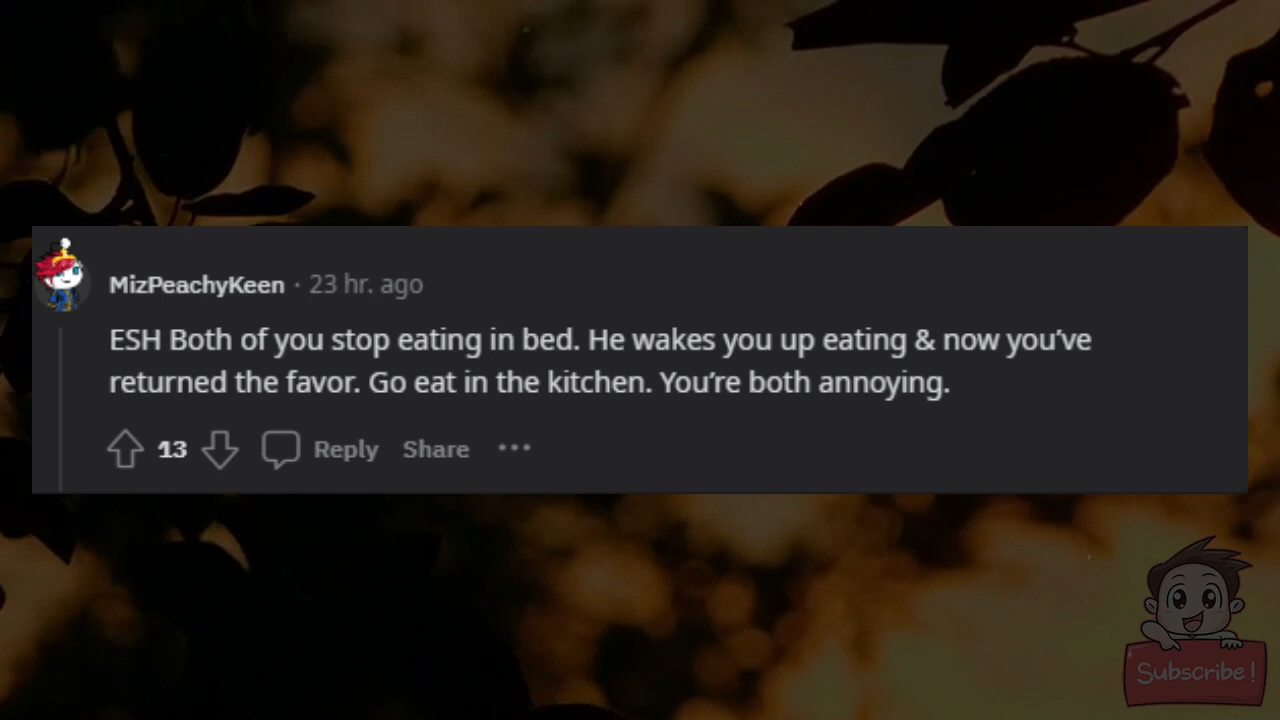 MizPeachyKeen · 23 hr. ago
ESH Both of you stop eating in bed. He wakes you up eating & now you’ve
returned the favor. Go eat in the kitchen. You’re both annoying.
13 Reply Share ···
Subscribe!